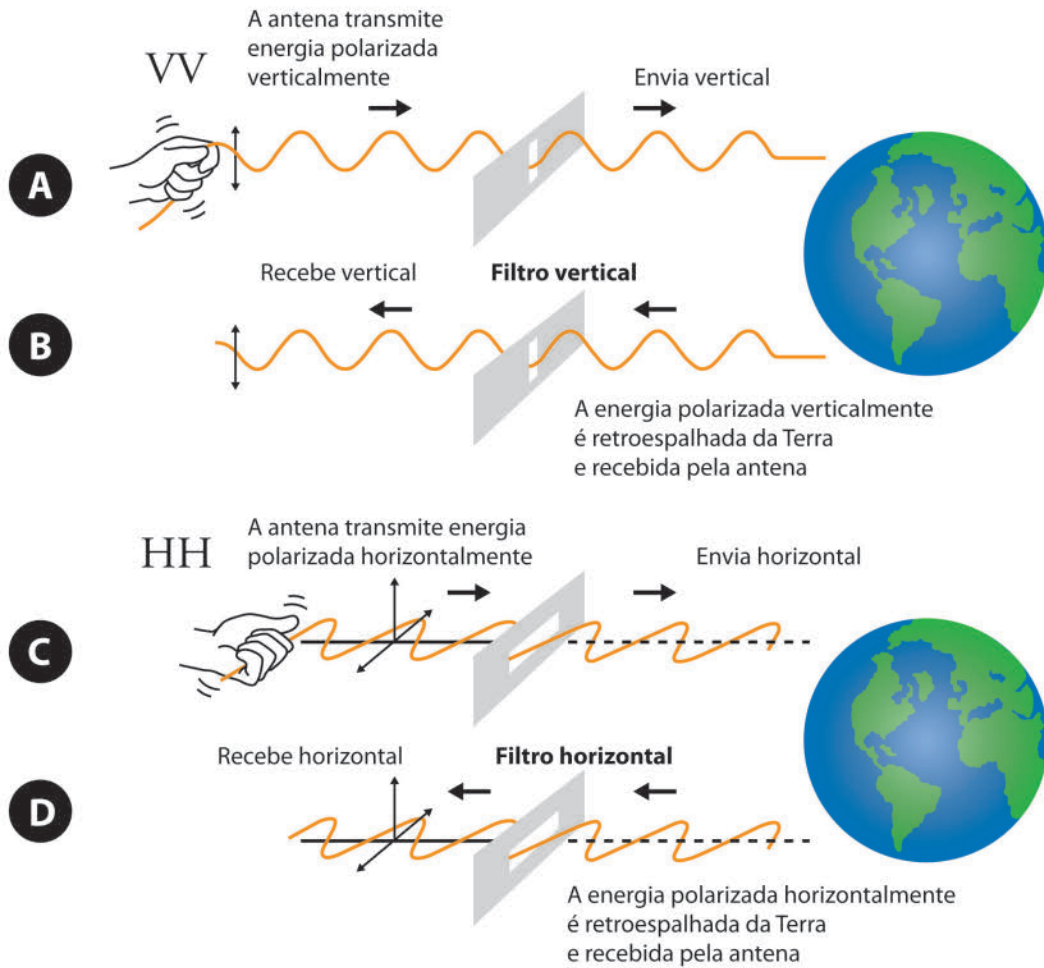 VV
A antena transmite
energia polarizada
verticalmente
Envia vertical
A
Recebe vertical
Filtro vertical
B
A energia polarizada verticalmente
é retroespalhada da Terra
e recebida pela antena
HH
A antena transmite energia
polarizada horizontalmente
Envia horizontal
C
Recebe horizontal
Filtro horizontal
D
A energia polarizada horizontalmente
é retroespalhada da Terra
e recebida pela antena